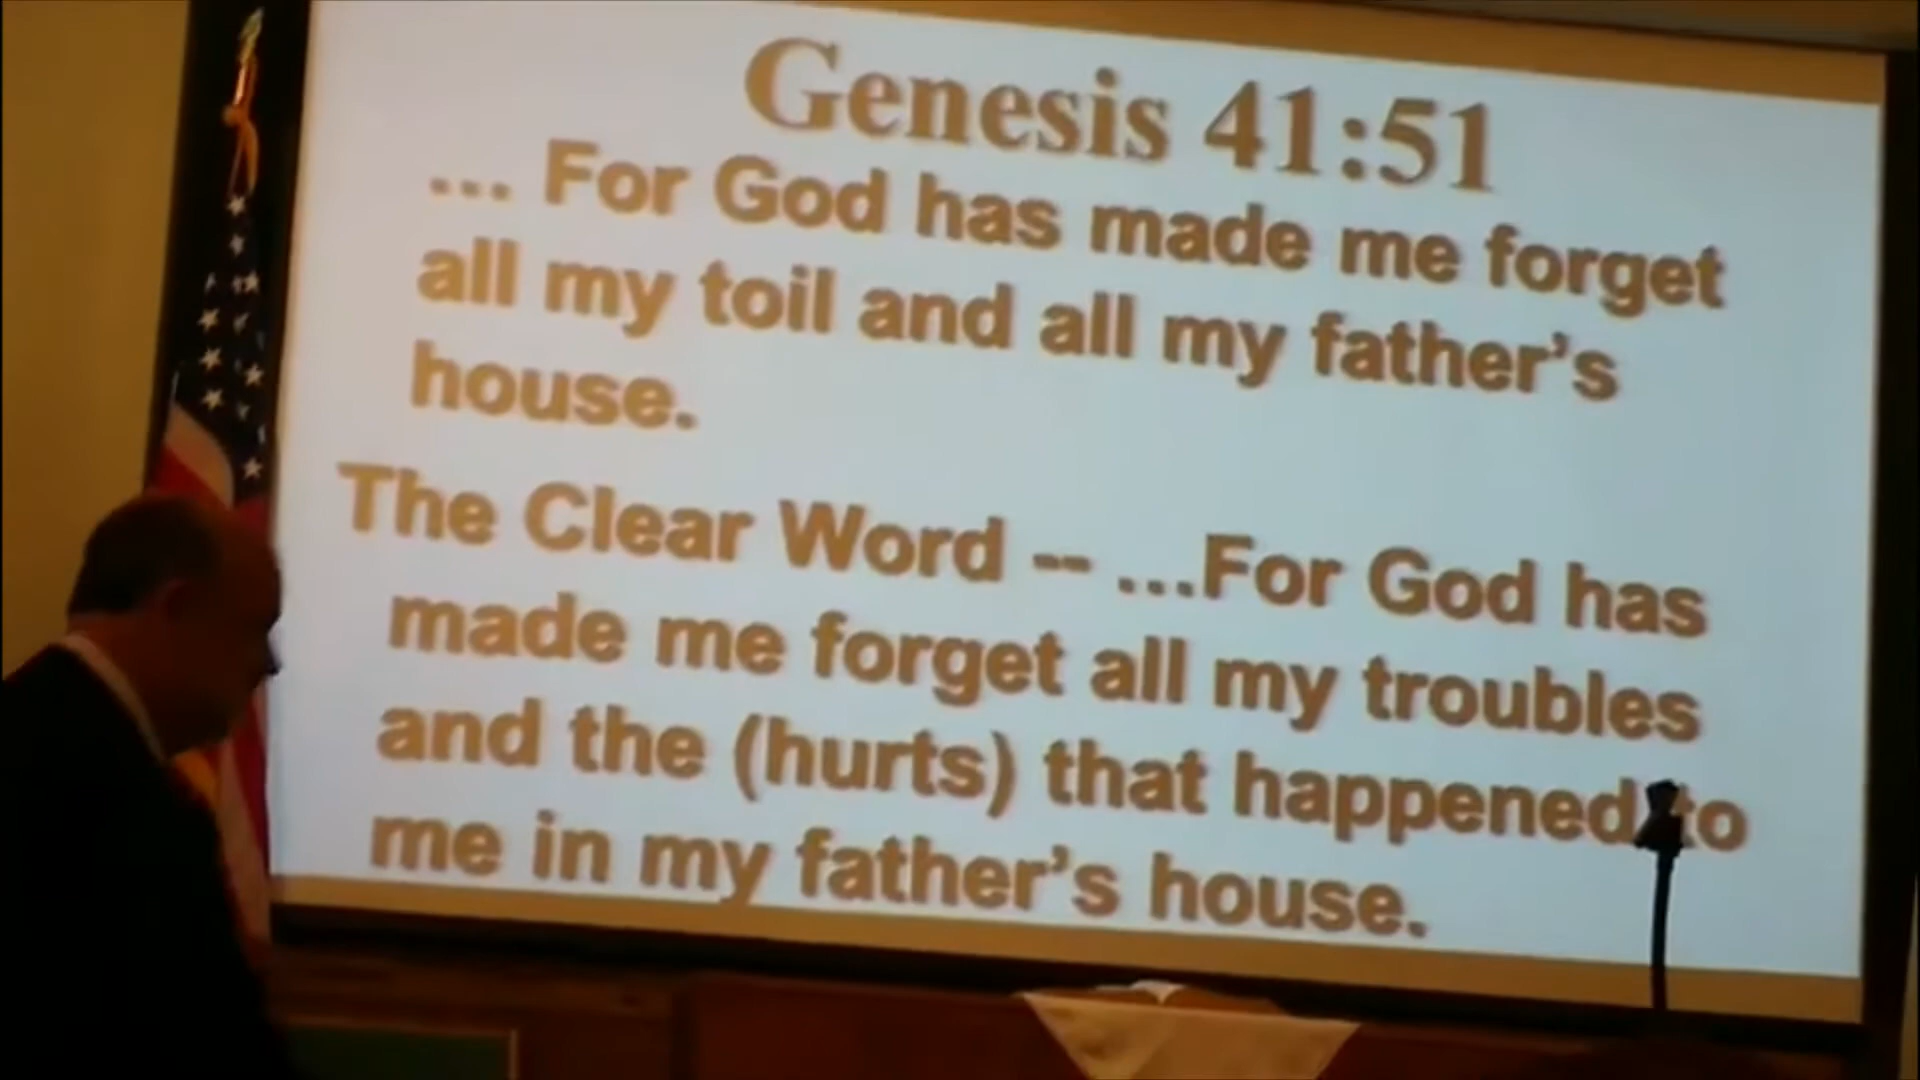 Genesis 41:51
... For God has made me forget
all my toil and all my father's
house.
The Clear Word -- ...For God has
made me forget all my troubles
and the (hurts) that happened to
me in my father's house.